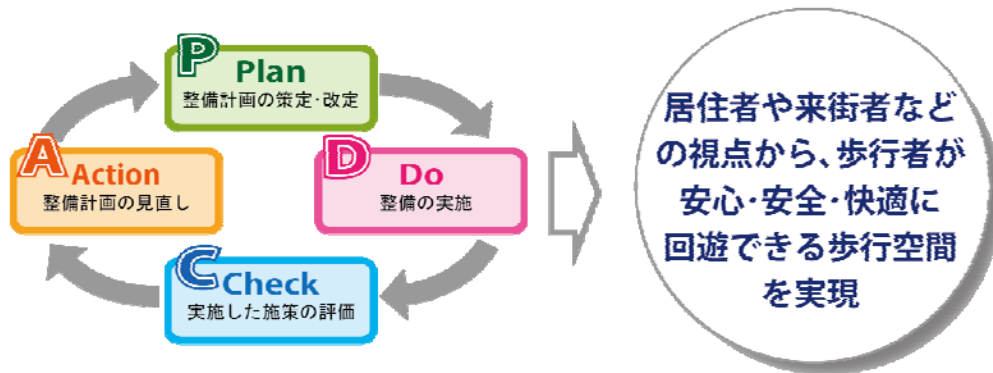 P Plan
整備計画の策定・改定
A Action
整備計画の見直し
D Do
整備の実施
C Check
実施した施策の評価
居住者や来街者など
の視点から、歩行者が
安心・安全・快適に
回遊できる歩行空間
を実現